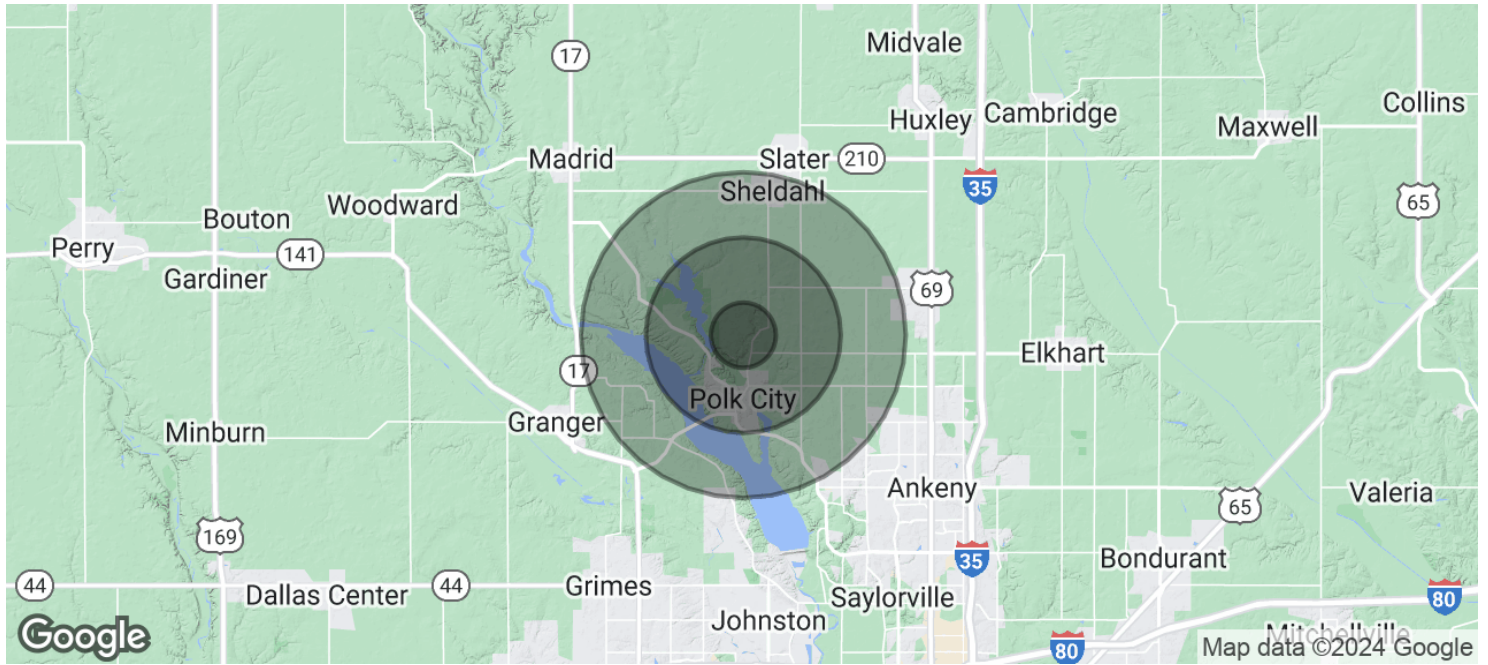 17
Midvale
Collins
Huxley
Cambridge
Maxwell
Madrid
Slater
210
35
Sheldahl
65
Woodward
Bouton
Perry
141
Gardiner
69
Elkhart
17
Polk City
Granger
Minburn
Ankeny
Valeria
65
169
35
Bondurant
44
Dallas Center
44
Grimes
Saylorville
80
Johnston
Mitchellville
Google
80
Map data ©2024 Google